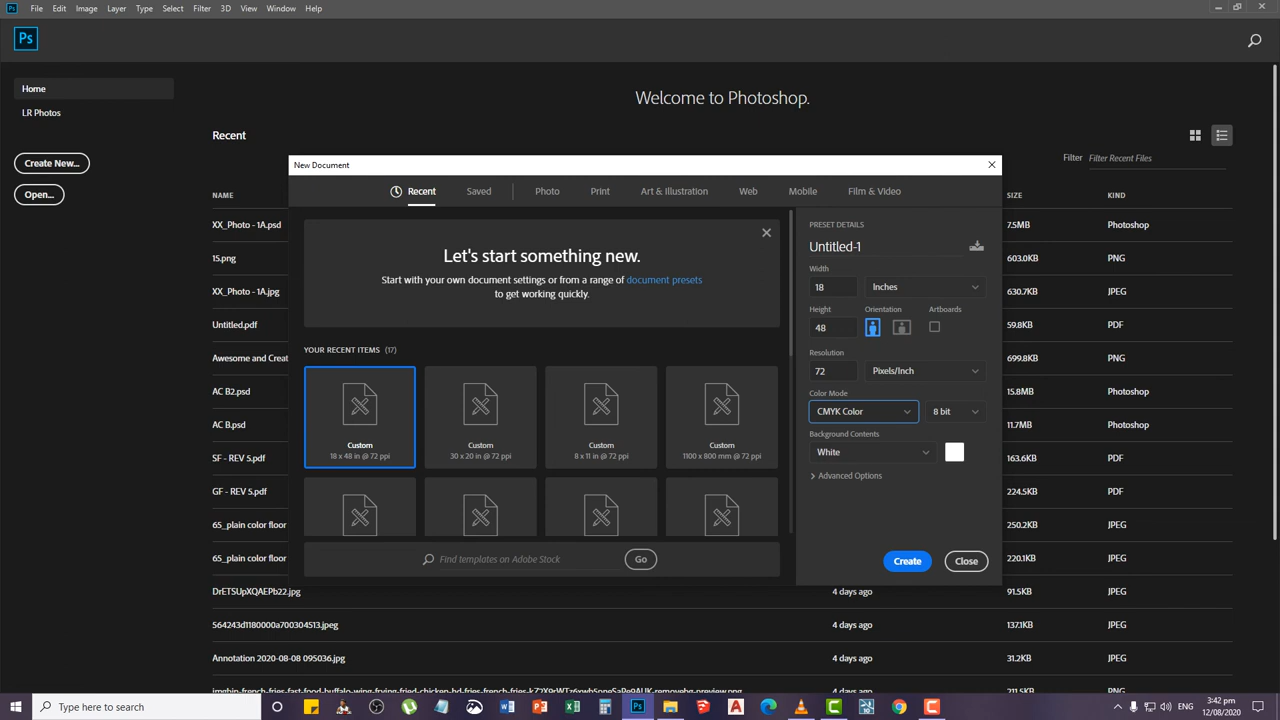 Ps File Edit Image Layer Type Select Filter 3D View Window Help
Ps
Home
LR Photos
Create New...
Open...
Welcome to Photoshop.
Recent
Filter Filter Recent Files
NAME SIZE KIND
XX_Photo - 1A.psd 7.5MB Photoshop
15.png 603.0KB PNG
XX_Photo - 1A.jpg 630.7KB JPEG
Untitled.pdf 59.8KB PDF
Awesome and Creat 699.8KB PNG
AC B2.psd 15.8MB Photoshop
AC B.psd 11.7MB Photoshop
SF - REV 5.pdf 163.6KB PDF
GF - REV 5.pdf 224.5KB PDF
65_plain color floor 250.2KB JPEG
65_plain color floor 220.1KB JPEG
DrETSUpXQAEPb22.jpg 4 days ago 91.5KB JPEG
564243d1180000a700304513.jpeg 4 days ago 137.1KB JPEG
Annotation 2020-08-08 095036.jpg 4 days ago 31.2KB JPEG
4 days ago 211.5KB PNG
New Document
Recent Saved Photo Print Art & Illustration Web Mobile Film & Video
Let's start something new.
Start with your own document settings or from a range of document presets
to get working quickly.
YOUR RECENT ITEMS (17)
Custom
18 x 48 in @ 72 ppi
Custom
30 x 20 in @ 72 ppi
Custom
8 x 11 in @ 72 ppi
Custom
1100 x 800 mm @ 72 ppi
Find templates on Adobe Stock Go
PRESET DETAILS
Untitled-1
Width
18 Inches
Height Orientation Artboards
48
Resolution
72 Pixels/Inch
Color Mode
CMYK Color 8 bit
Background Contents
White
Advanced Options
Create Close
Type here to search
3:42 pm
12/08/2020